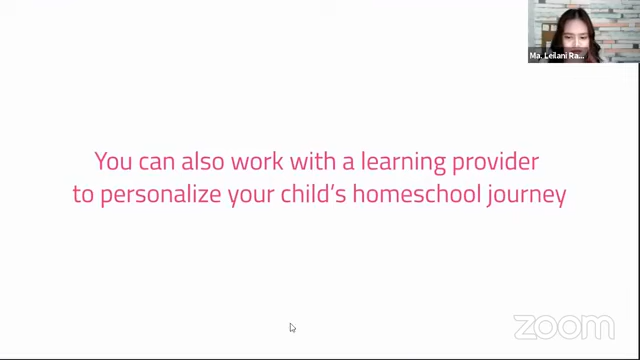 Ma. Leilani Ra...
You can also work with a learning provider
to personalize your child's homeschool journey
zoom